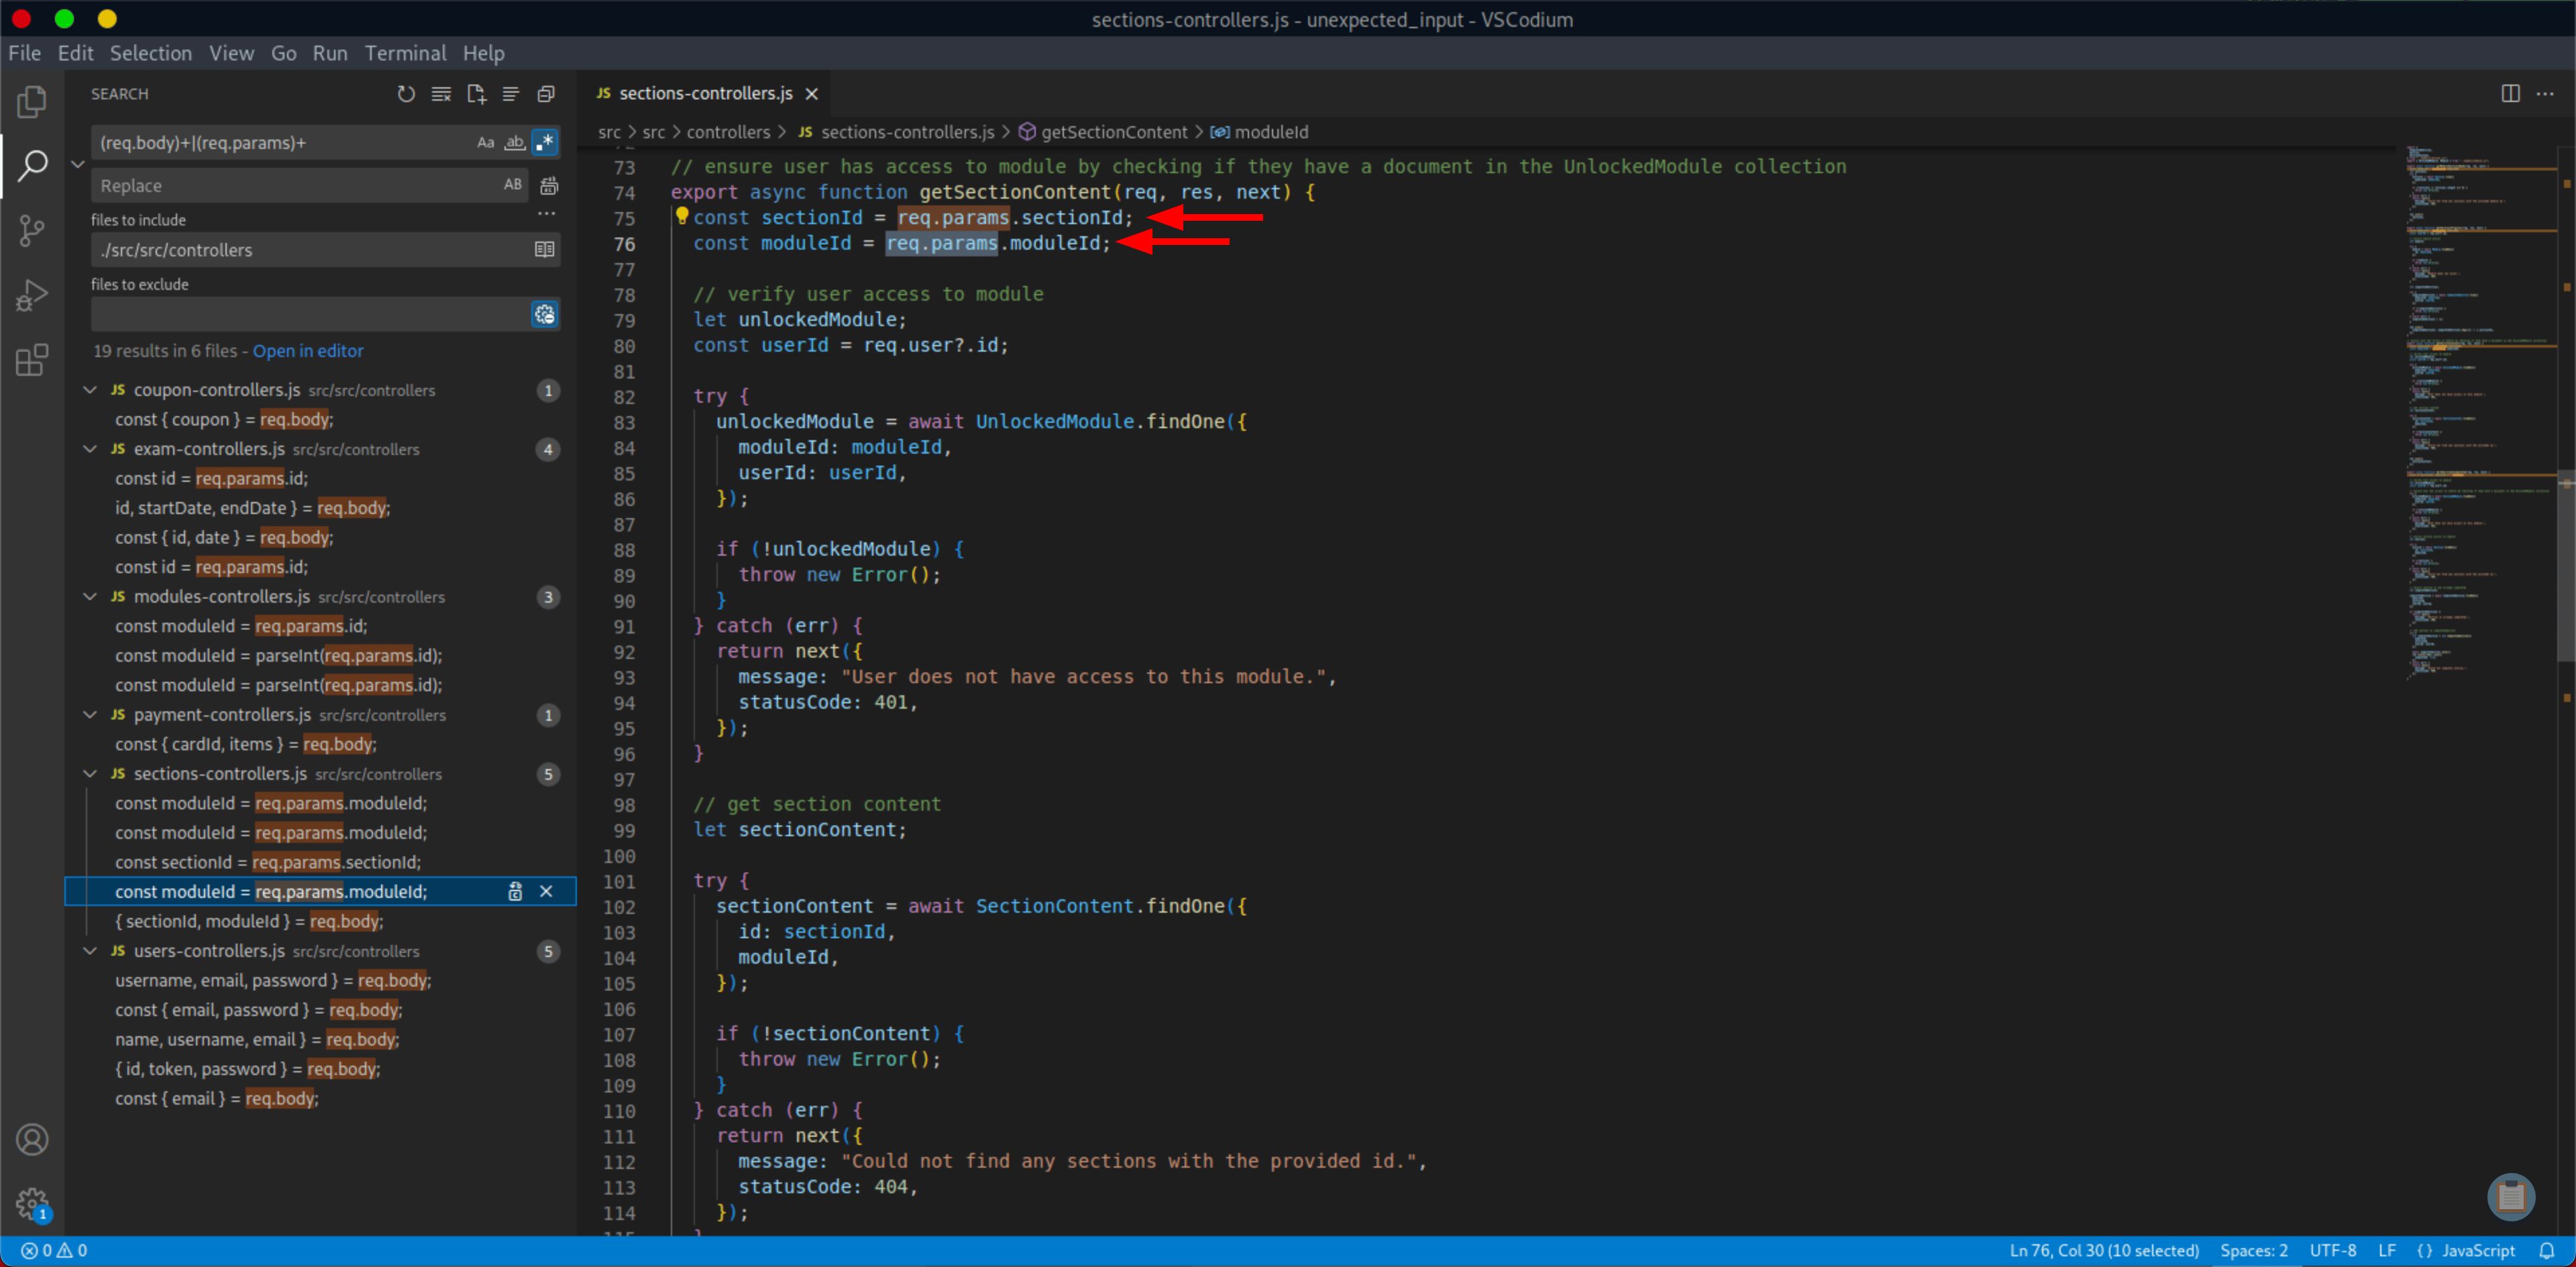 sections-controllers.js - unexpected_input - VSCodium
File Edit Selection View Go Run Terminal Help
SEARCH
(req.body)+|(req.params)+
Aa ab .*
Replace
AB
files to include
./src/src/controllers
files to exclude
19 results in 6 files - Open in editor
JS coupon-controllers.js src/src/controllers 1
const { coupon } = req.body;
JS exam-controllers.js src/src/controllers 4
const id = req.params.id;
id, startDate, endDate } = req.body;
const { id, date } = req.body;
const id = req.params.id;
JS modules-controllers.js src/src/controllers 3
const moduleId = req.params.id;
const moduleId = parseInt(req.params.id);
const moduleId = parseInt(req.params.id);
JS payment-controllers.js src/src/controllers 1
const { cardId, items } = req.body;
JS sections-controllers.js src/src/controllers 5
const moduleId = req.params.moduleId;
const moduleId = req.params.moduleId;
const sectionId = req.params.sectionId;
const moduleId = req.params.moduleId;
{ sectionId, moduleId } = req.body;
JS users-controllers.js src/src/controllers 5
username, email, password } = req.body;
const { email, password } = req.body;
name, username, email } = req.body;
{ id, token, password } = req.body;
const { email } = req.body;
1
JS sections-controllers.js
src > src > controllers > JS sections-controllers.js > getSectionContent > moduleId
73 // ensure user has access to module by checking if they have a document in the UnlockedModule collection
74 export async function getSectionContent(req, res, next) {
75 const sectionId = req.params.sectionId;
76 const moduleId = req.params.moduleId;
77
78 // verify user access to module
79 let unlockedModule;
80 const userId = req.user?.id;
81
82 try {
83 unlockedModule = await UnlockedModule.findOne({
84 moduleId: moduleId,
85 userId: userId,
86 });
87
88 if (!unlockedModule) {
89 throw new Error();
90 }
91 } catch (err) {
92 return next({
93 message: "User does not have access to this module.",
94 statusCode: 401,
95 });
96 }
97
98 // get section content
99 let sectionContent;
100
101 try {
102 sectionContent = await SectionContent.findOne({
103 id: sectionId,
104 moduleId,
105 });
106
107 if (!sectionContent) {
108 throw new Error();
109 }
110 } catch (err) {
111 return next({
112 message: "Could not find any sections with the provided id.",
113 statusCode: 404,
114 });
0 0
Ln 76, Col 30 (10 selected) Spaces: 2 UTF-8 LF {} JavaScript